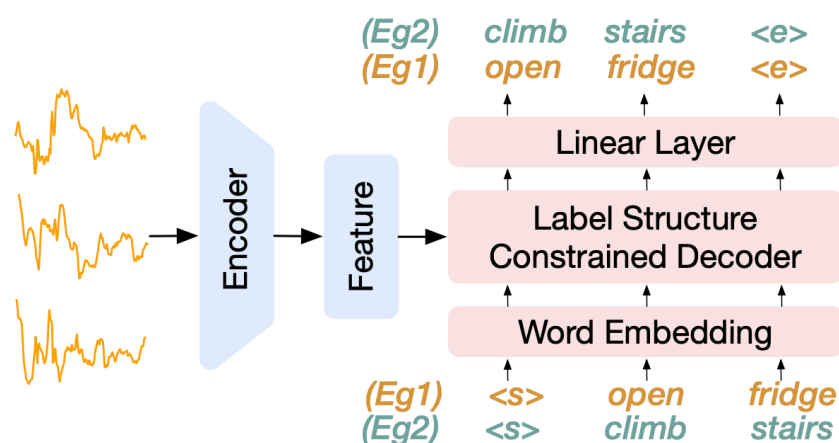 (Eg2) climb stairs <e>
(Eg1) open fridge <e>
Linear Layer
Label Structure
Constrained Decoder
Encoder
Feature
Word Embedding
(Eg1) <s> open fridge
(Eg2) <s> climb stairs